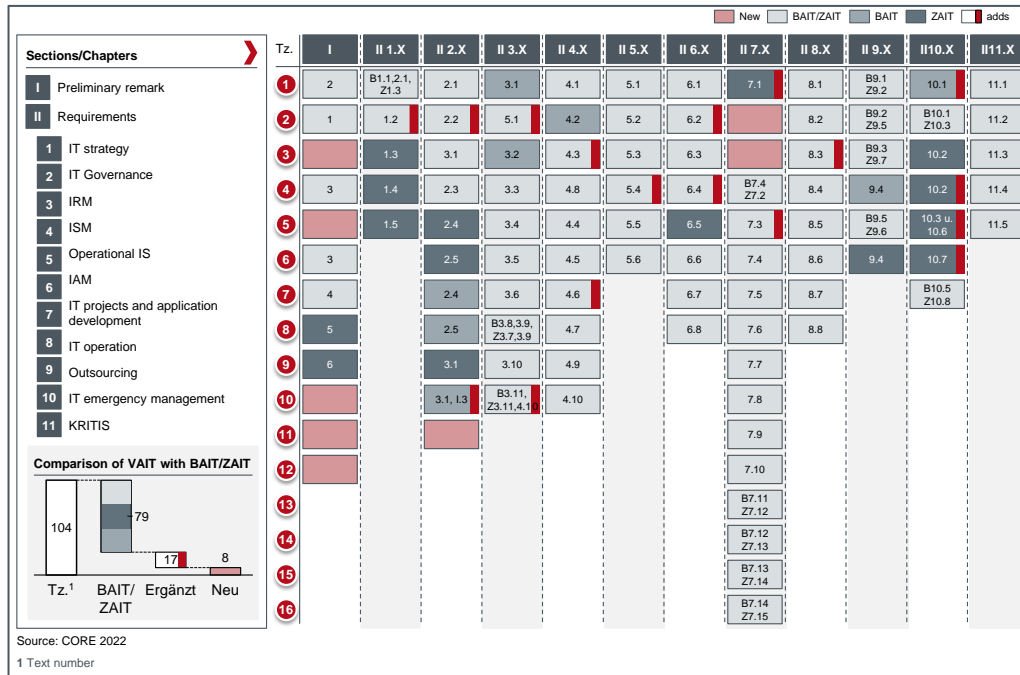 New BAIT/ZAIT BAIT ZAIT adds
Sections/Chapters
I Preliminary remark
II Requirements
1 IT strategy
2 IT Governance
3 IRM
4 ISM
5 Operational IS
6 IAM
7 IT projects and application
development
8 IT operation
9 Outsourcing
10 IT emergency management
11 KRITIS
Comparison of VAIT with BAIT/ZAIT
104
79
17
8
Tz.¹ BAIT/ Ergänzt Neu
ZAIT
Tz. I II 1.X II 2.X II 3.X II 4.X II 5.X II 6.X II 7.X II 8.X II 9.X II10.X II11.X
1 2 B1.1,2.1, 2.1 3.1 4.1 5.1 6.1 7.1 8.1 B9.1 10.1 11.1
Z1.3 Z9.2
2 1 1.2 2.2 5.1 4.2 5.2 6.2 8.2 B9.2 B10.1 11.2
Z9.5 Z10.3
3 1.3 3.1 3.2 4.3 5.3 6.3 8.3 B9.3 10.2 11.3
Z9.7
4 3 1.4 2.3 3.3 4.8 5.4 6.4 B7.4 8.4 9.4 10.2 11.4
Z7.2
5 1.5 2.4 3.4 4.4 5.5 6.5 7.3 8.5 B9.5 10.3 u. 11.5
Z9.6 10.6
6 3 2.5 3.5 4.5 5.6 6.6 7.4 8.6 9.4 10.7
7 4 2.4 3.6 4.6 6.7 7.5 8.7 B10.5
Z10.8
8 5 2.5 B3.8,3.9, 4.7 6.8 7.6 8.8
Z3.7,3.9
9 6 3.1 3.10 4.9 7.7
10 3.1, I.3 B3.11, 4.10 7.8
Z3.11,4.10
11 7.9
12 7.10
13 B7.11
Z7.12
14 B7.12
Z7.13
15 B7.13
Z7.14
16 B7.14
Z7.15
Source: CORE 2022
1 Text number